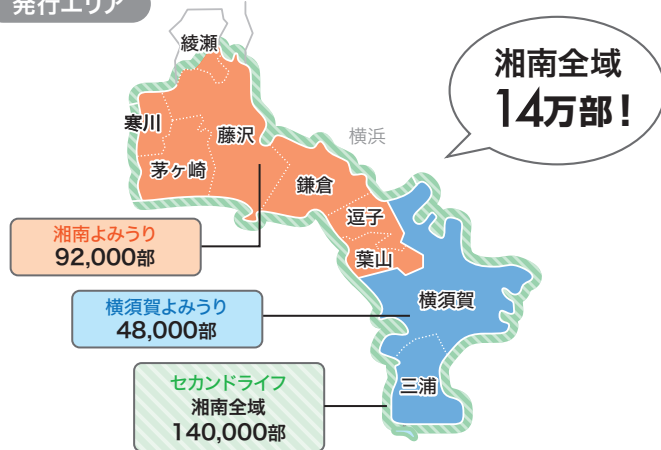 発行エリア
湘南全域
14万部！
綾瀬
寒川
藤沢
横浜
茅ヶ崎
鎌倉
逗子
葉山
横須賀
三浦
湘南よみうり
92,000部
横須賀よみうり
48,000部
セカンドライフ
湘南全域
140,000部